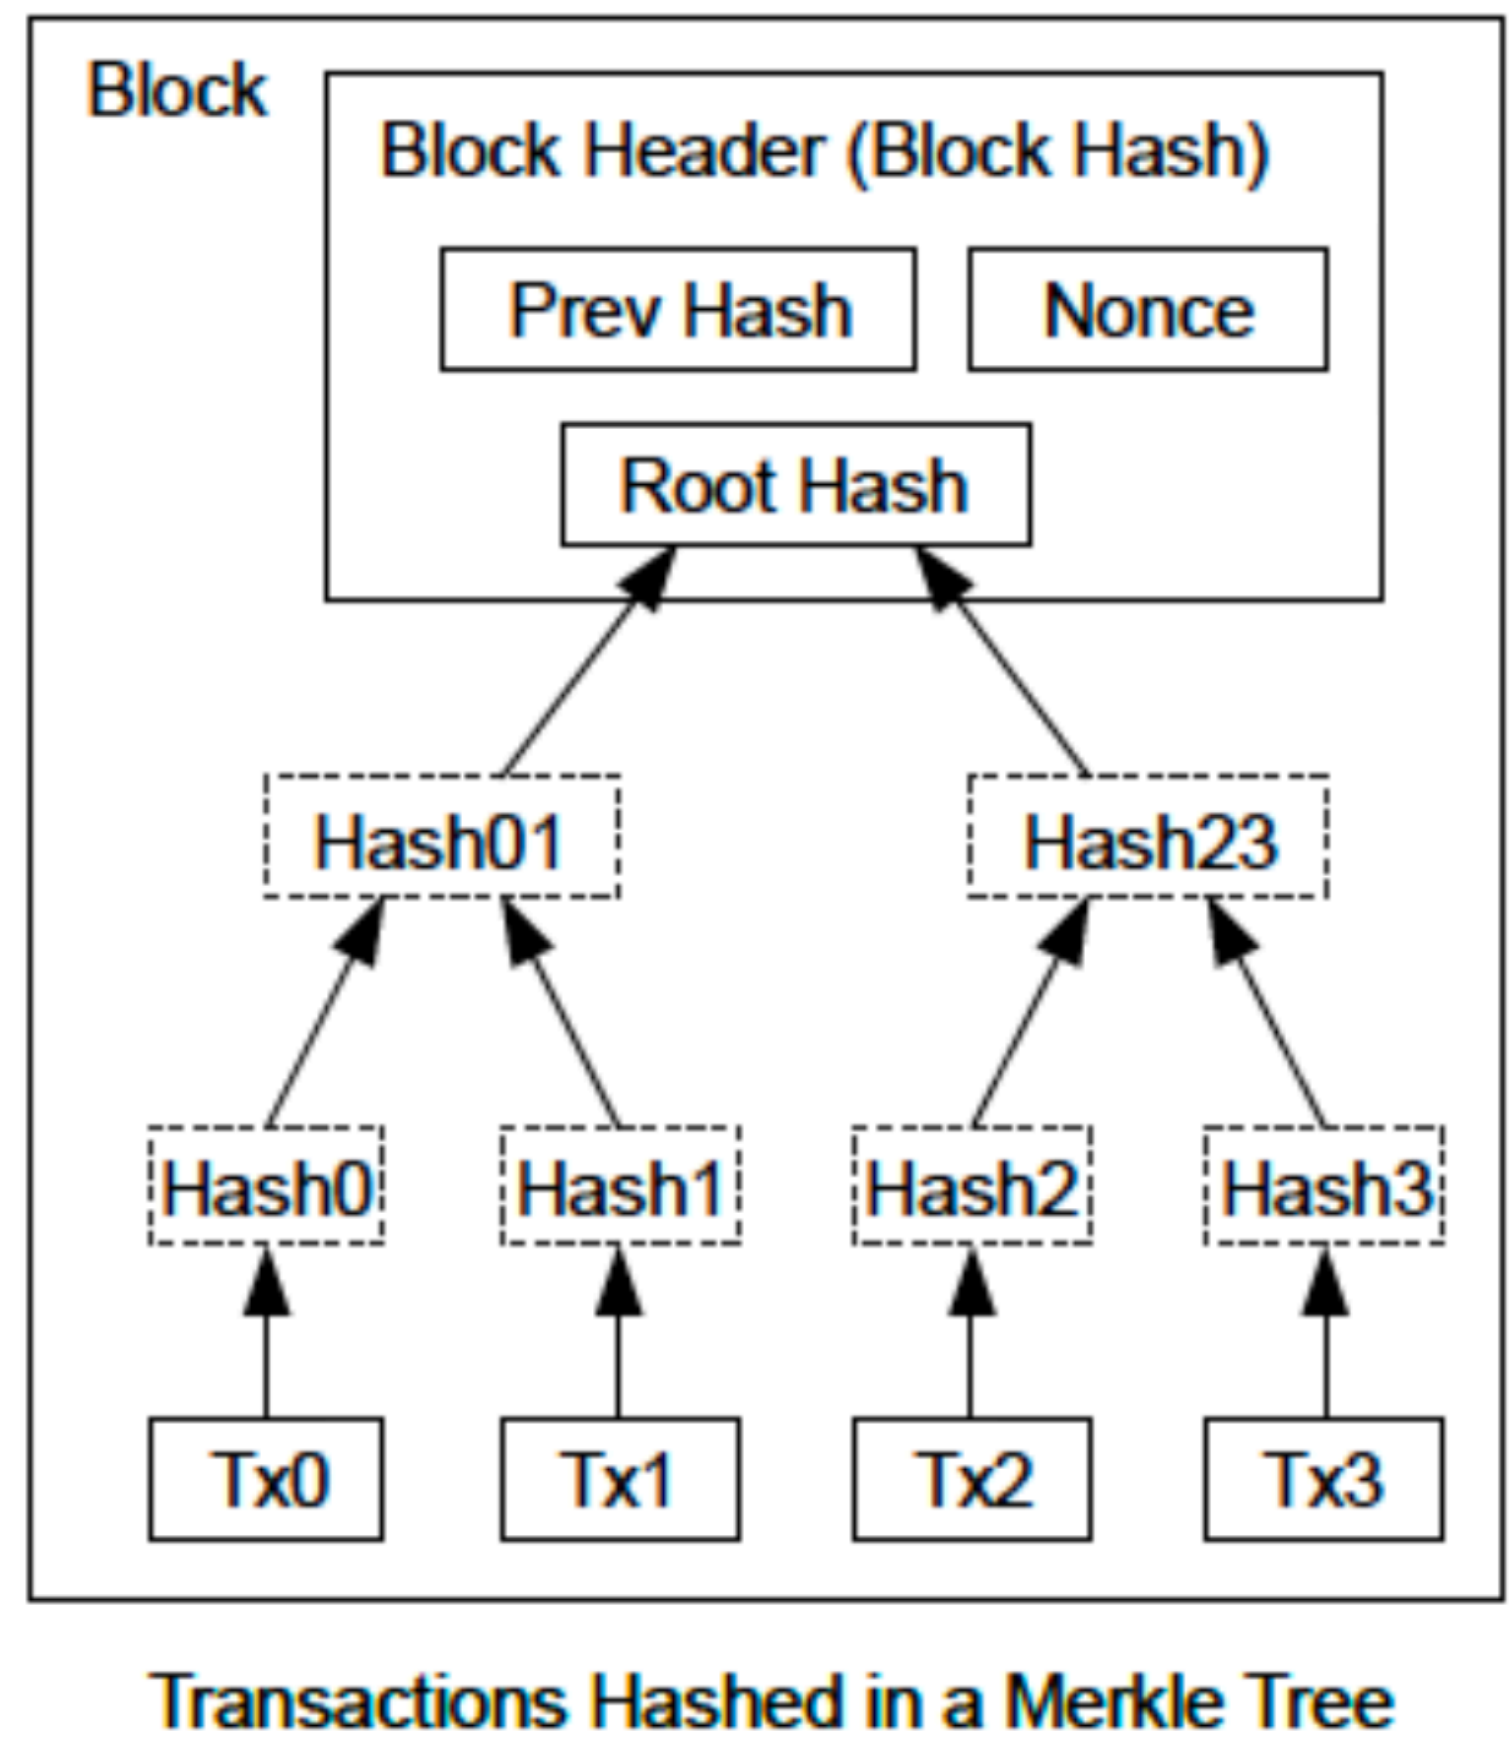 Block
Block Header (Block Hash)
Prev Hash
Nonce
Root Hash
Hash01
Hash23
Hash0
Hash1
Hash2
Hash3
Tx0
Tx1
Tx2
Tx3
Transactions Hashed in a Merkle Tree